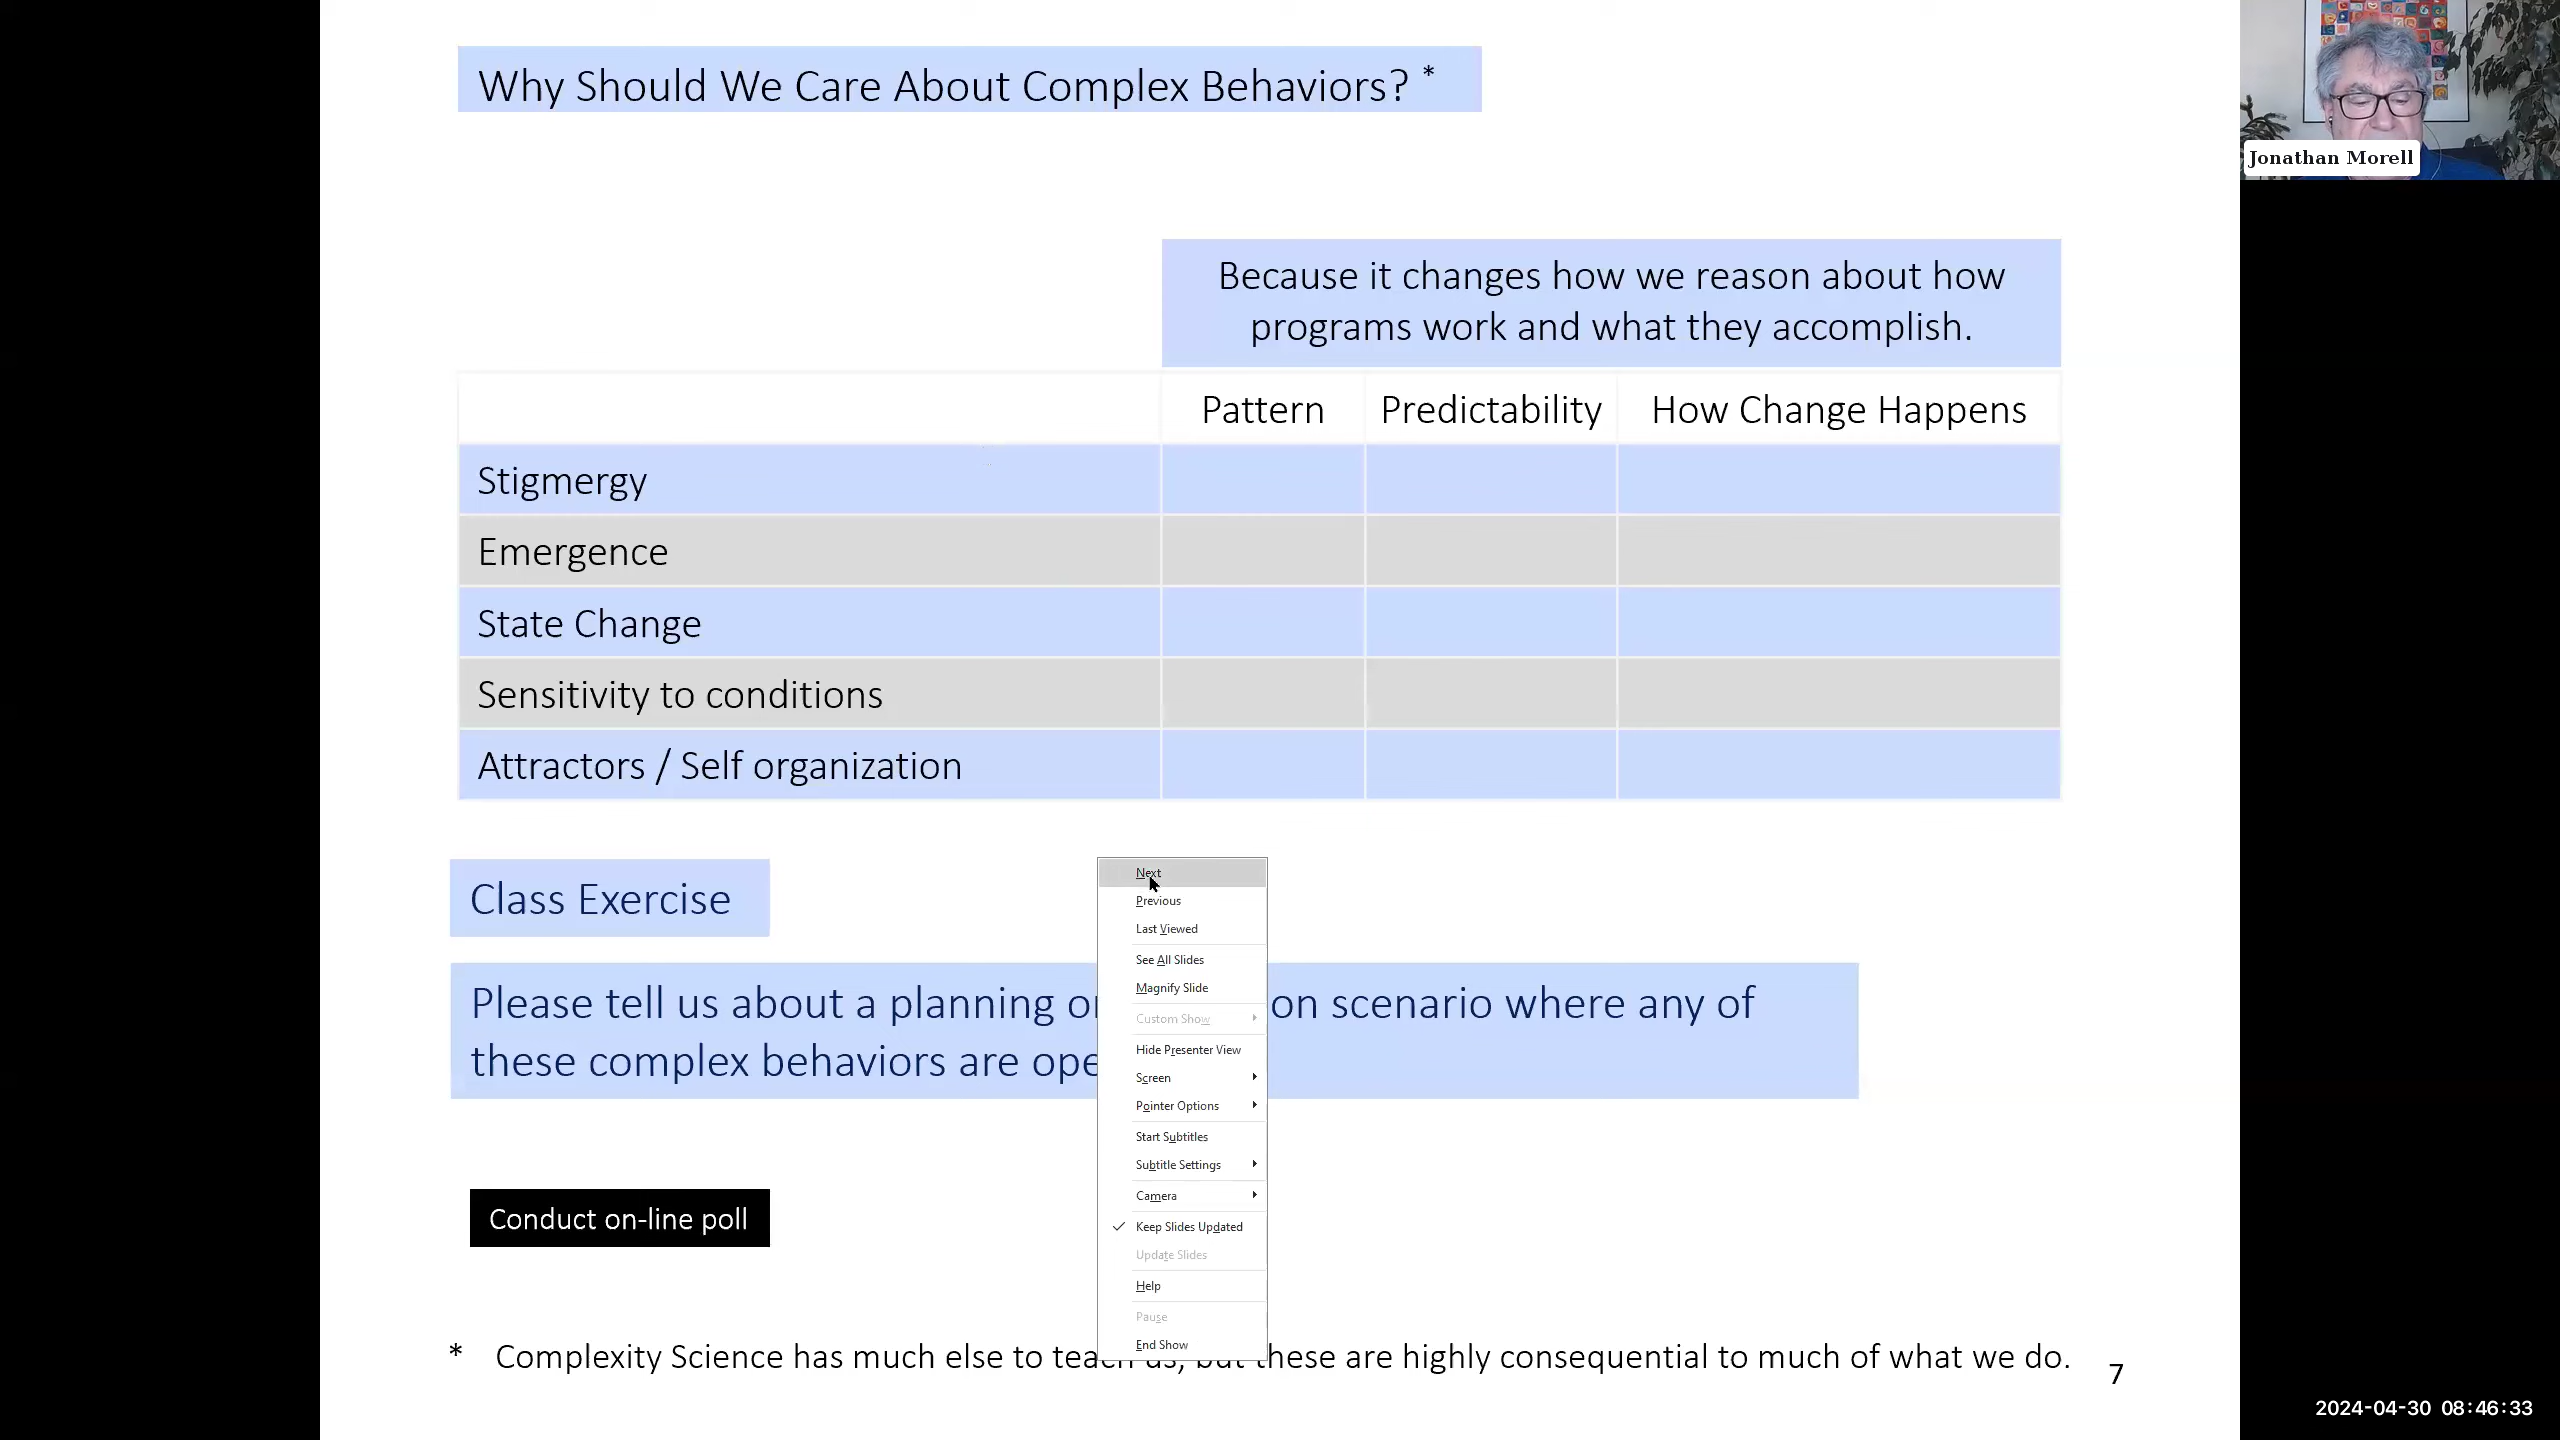 Why Should We Care About Complex Behaviors? *
Jonathan Morell
Because it changes how we reason about how
programs work and what they accomplish.
Pattern Predictability How Change Happens
Stigmergy
Emergence
State Change
Sensitivity to conditions
Attractors / Self organization
Class Exercise
Please tell us about a planning on scenario where any of
these complex behaviors are
Next
Previous
Last Viewed
See All Slides
Magnify Slide
Custom Show
Hide Presenter View
Screen
Pointer Options
Start Subtitles
Subtitle Settings
Camera
Keep Slides Updated
Update Slides
Help
Pause
End Show
Conduct on-line poll
* Complexity Science has much else to teach us, but these are highly consequential to much of what we do.
7
2024-04-30 08:46:33